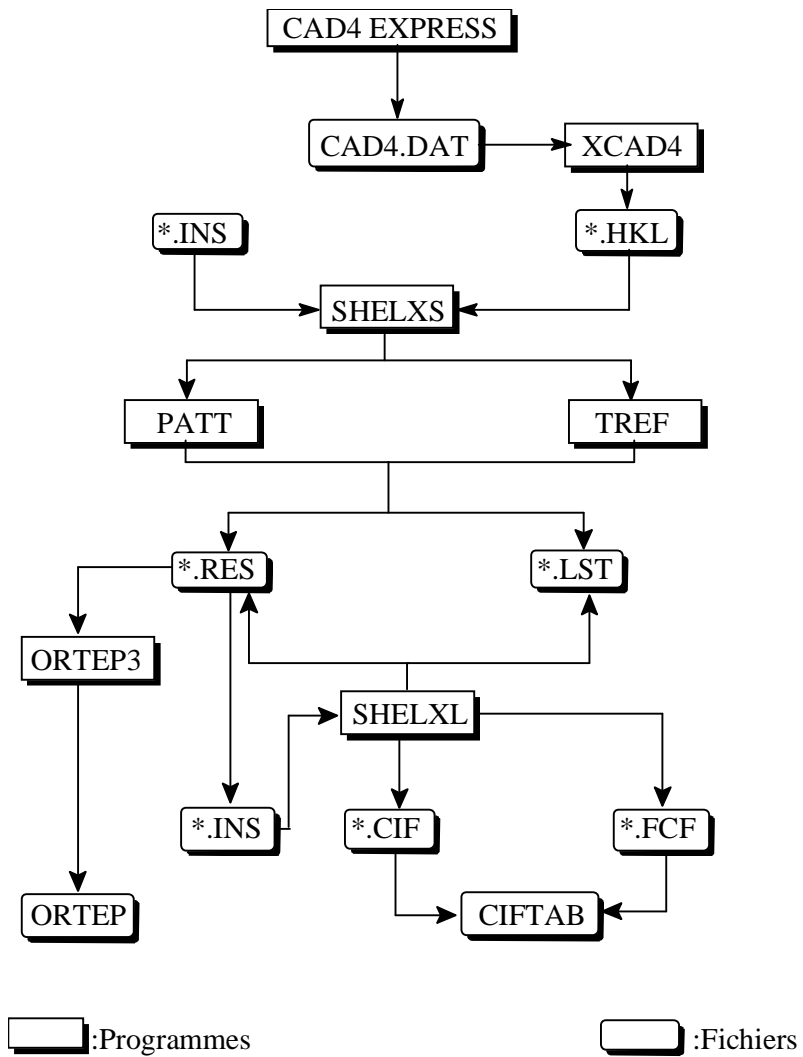 CAD4 EXPRESS
CAD4.DAT
XCAD4
*.INS
*.HKL
SHELXS
PATT
TREF
*.RES
*.LST
ORTEP3
SHELXL
*.INS
*.CIF
*.FCF
ORTEP
CIFTAB
:Programmes
:Fichiers